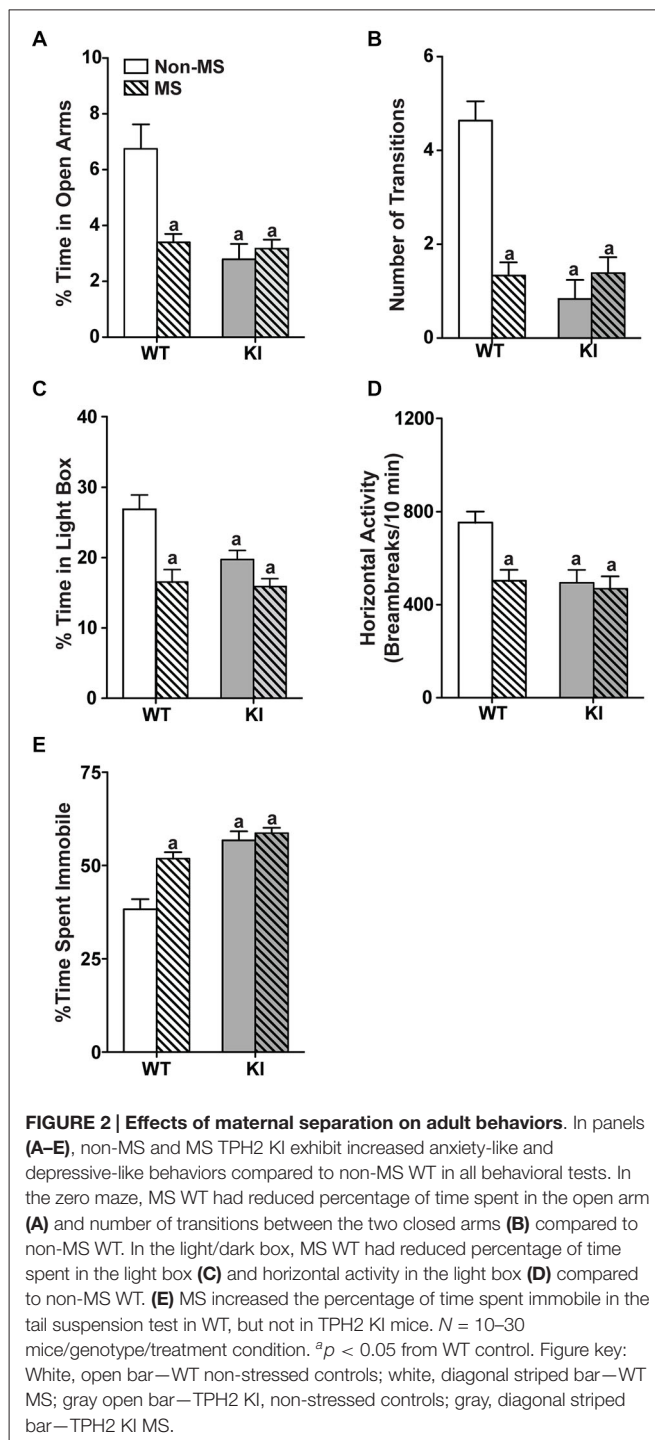 A
B
% Time in Open Arms
10
8
6
4
2
0
Non-MS
MS
a
a
a
WT
KI
Number of Transitions
6
4
2
0
a
a
a
WT
KI
C
D
% Time in Light Box
40
30
20
10
0
a
a
a
WT
KI
Horizontal Activity
(Breambreaks/10 min)
1200
800
400
0
a
a
a
WT
KI
E
%Time Spent Immobile
75
50
25
0
a
a
a
WT
KI
FIGURE 2 | Effects of maternal separation on adult behaviors. In panels
(A–E), non-MS and MS TPH2 KI exhibit increased anxiety-like and
depressive-like behaviors compared to non-MS WT in all behavioral tests. In
the zero maze, MS WT had reduced percentage of time spent in the open arm
(A) and number of transitions between the two closed arms (B) compared to
non-MS WT. In the light/dark box, MS WT had reduced percentage of time
spent in the light box (C) and horizontal activity in the light box (D) compared
to non-MS WT. (E) MS increased the percentage of time spent immobile in the
tail suspension test in WT, but not in TPH2 KI mice. N = 10–30
mice/genotype/treatment condition. ᵃp < 0.05 from WT control. Figure key:
White, open bar—WT non-stressed controls; white, diagonal striped bar—WT
MS; gray open bar—TPH2 KI, non-stressed controls; gray, diagonal striped
bar—TPH2 KI MS.